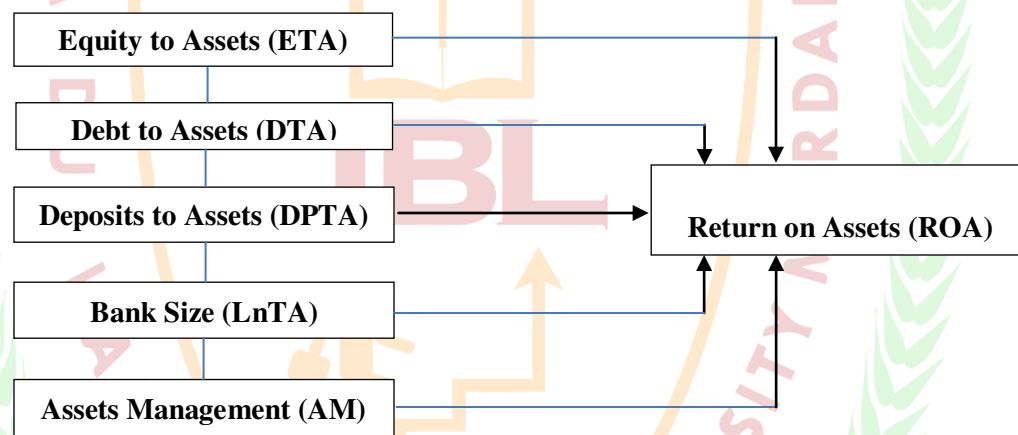 Equity to Assets (ETA)
Debt to Assets (DTA)
Deposits to Assets (DPTA)
Return on Assets (ROA)
Bank Size (LnTA)
Assets Management (AM)
IBL